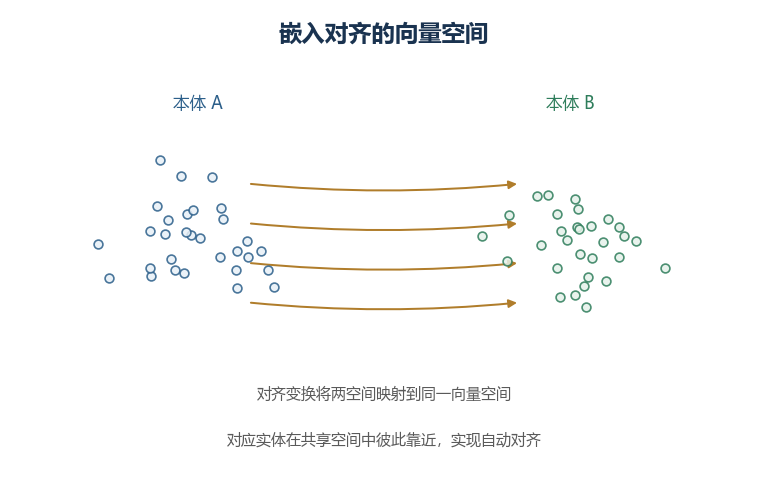 嵌入对齐的向量空间
本体 A
本体 B
对齐变换将两空间映射到同一向量空间
对应实体在共享空间中彼此靠近，实现自动对齐